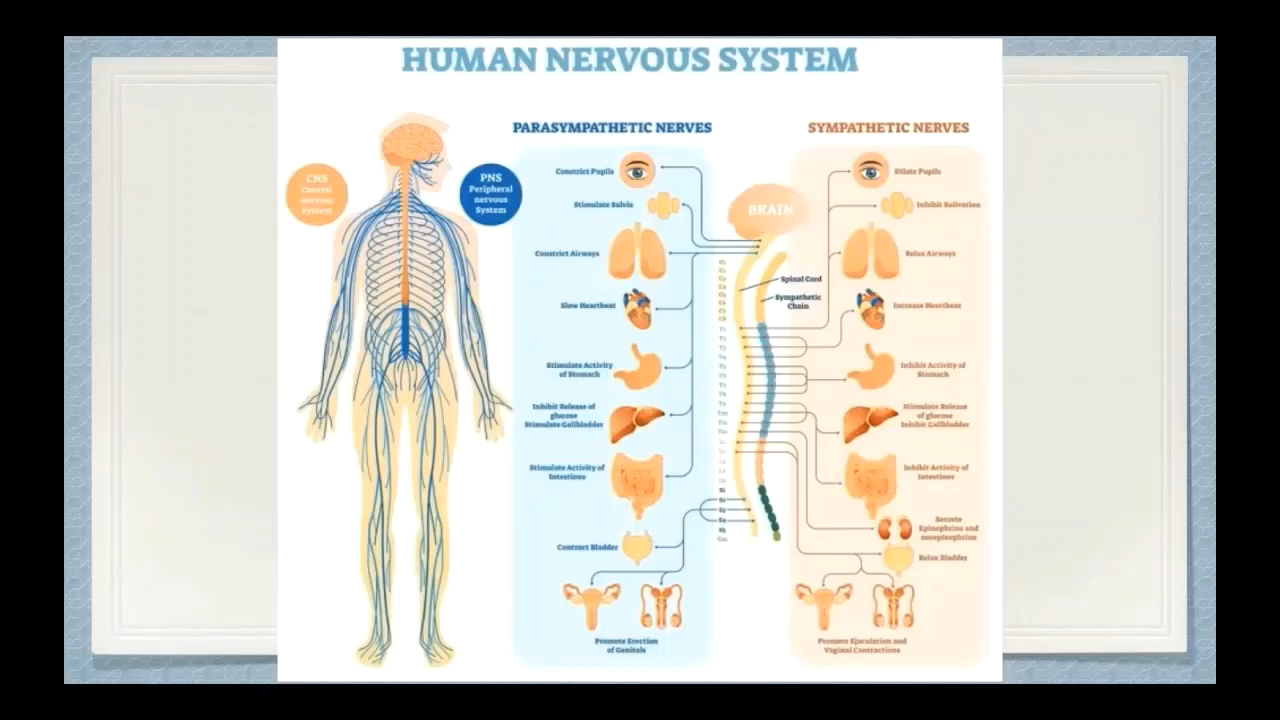 HUMAN NERVOUS SYSTEM
CNS
Central
nervous
System
PNS
Peripheral
nervous
System
PARASYMPATHETIC NERVES
Constrict Pupils
Stimulate Salvia
Constrict Airways
Slow Heartbeat
Stimulate Activity
of Stomach
Inhibit Release of
glucose
Stimulate Gallbladder
Stimulate Activity of
Intestines
Contract Bladder
Promote Erection
of Genitals
BRAIN
Spinal Cord
Sympathetic
Chain
SYMPATHETIC NERVES
Dilate Pupils
Inhibit Salivation
Relax Airways
Increase Heartbeat
Inhibit Activity of
Stomach
Stimulate Release
of glucose
Inhibit Gallbladder
Inhibit Activity of
Intestines
Secrete
Epinephrine and
norepinephrine
Relax Bladder
Promote Ejaculation and
Vaginal Contractions